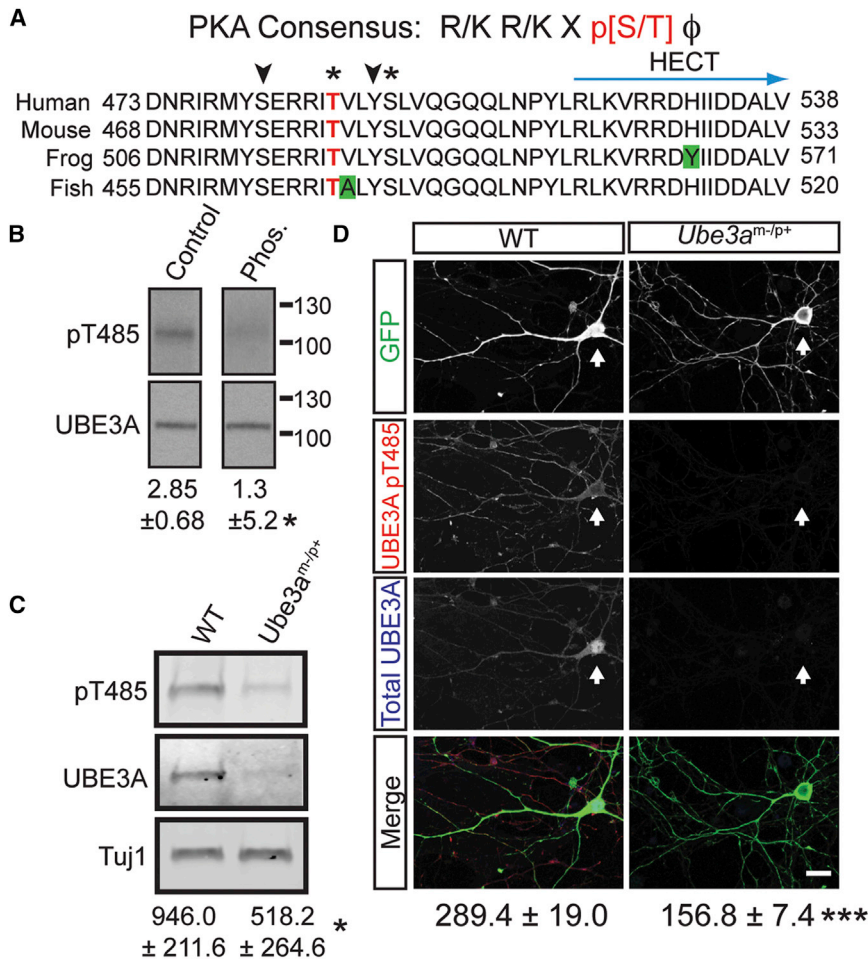 A
PKA Consensus: R/K R/K X p[S/T] ϕ
* *
HECT
Human 473 DNRIRMYSERRITVLYSLVQGQQLNPYLRLKVRRDHIIDDALV 538
Mouse 468 DNRIRMYSERRITVLYSLVQGQQLNPYLRLKVRRDHIIDDALV 533
Frog 506 DNRIRMYSERRITVLYSLVQGQQLNPYLRLKVRRDYIIDDALV 571
Fish 455 DNRIRMYSERRITALYSLVQGQQLNPYLRLKVRRDHIIDDALV 520
B
Control Phos.
pT485
130
100
UBE3A
130
100
2.85 1.3
±0.68 ±5.2 *
C
WT Ube3a m-/p+
pT485
UBE3A
Tuj1
946.0 518.2 *
± 211.6 ± 264.6
D
WT Ube3a m-/p+
GFP
UBE3A pT485
Total UBE3A
Merge
289.4 ± 19.0 156.8 ± 7.4 ***